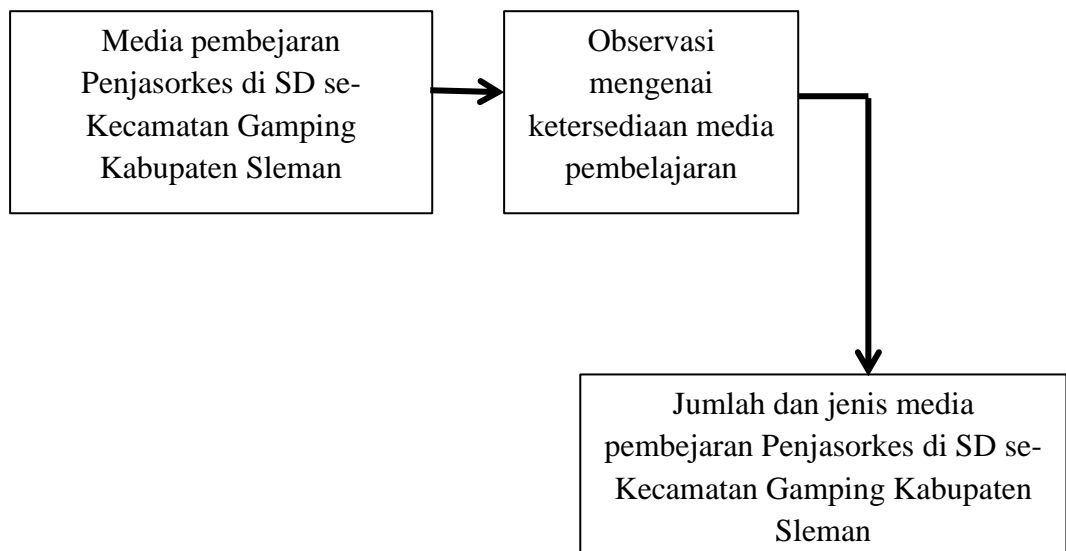 Media pembejaran
Penjasorkes di SD se-
Kecamatan Gamping
Kabupaten Sleman
Observasi
mengenai
ketersediaan media
pembelajaran
Jumlah dan jenis media
pembejaran Penjasorkes di SD se-
Kecamatan Gamping Kabupaten
Sleman